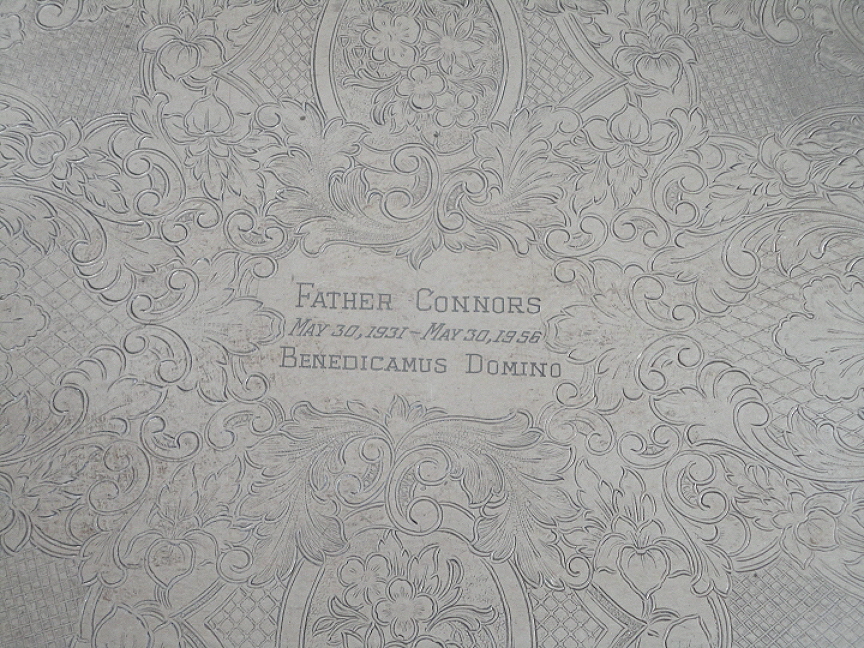 FATHER CONNORS
MAY 30, 1931 – MAY 30, 1956
BENEDICAMUS DOMINO